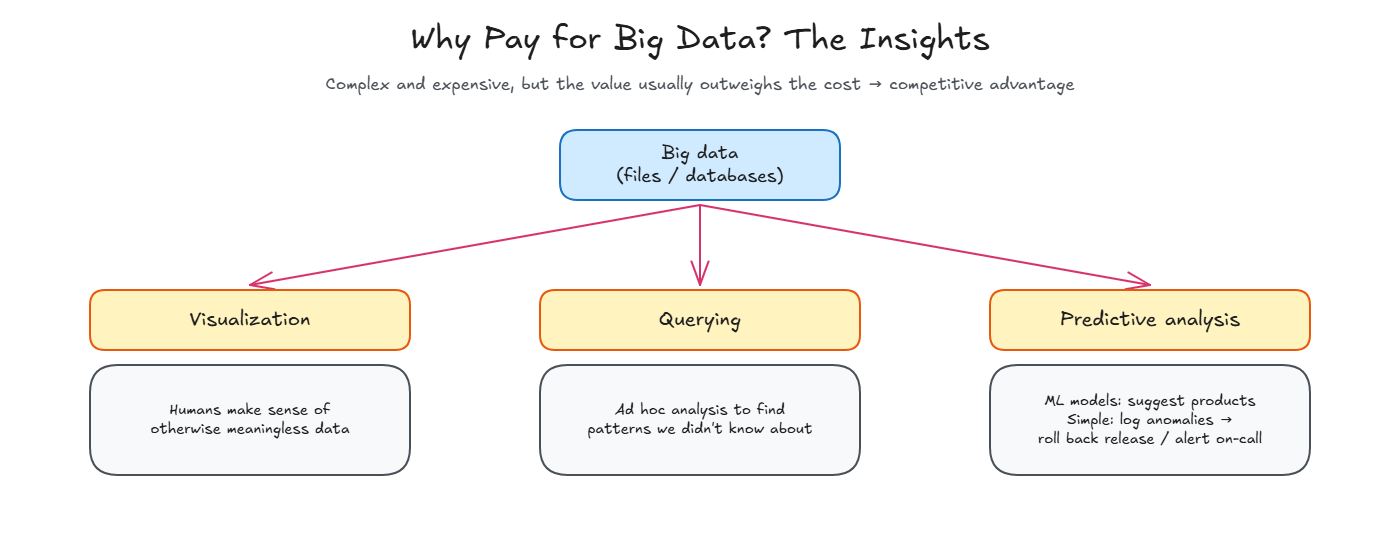 Why Pay for Big Data? The Insights
Complex and expensive, but the value usually outweighs the cost → competitive advantage
Big data
(files / databases)
Visualization
Humans make sense of
otherwise meaningless data
Querying
Ad hoc analysis to find
patterns we didn't know about
Predictive analysis
ML models: suggest products
Simple: log anomalies →
roll back release / alert on-call